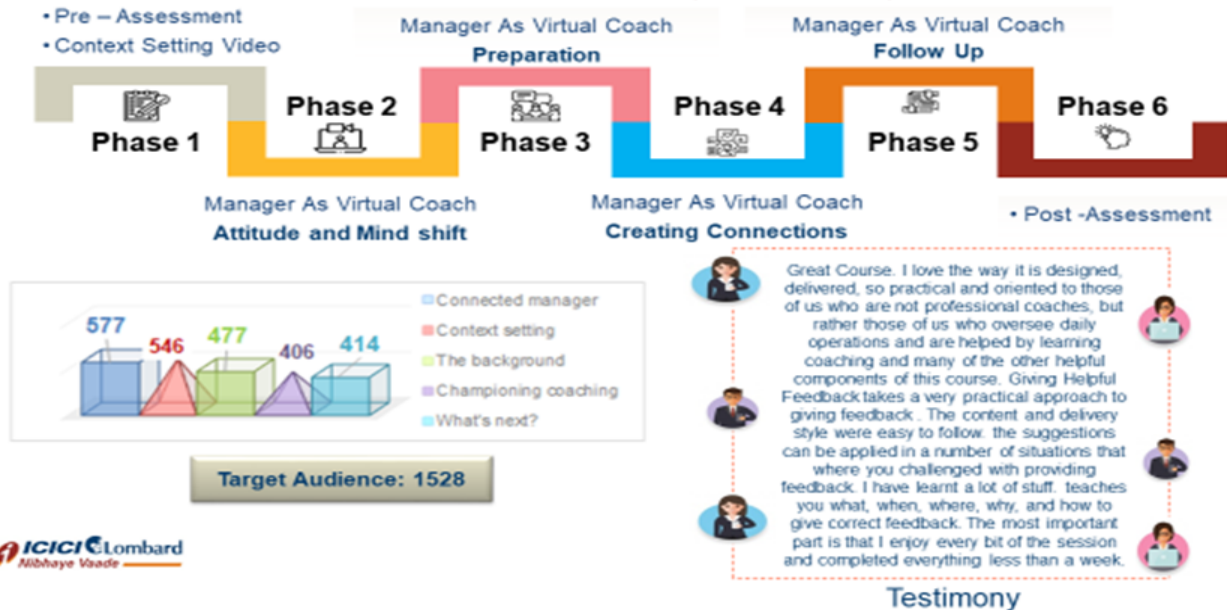 • Pre – Assessment
• Context Setting Video
Manager As Virtual Coach
Preparation
Manager As Virtual Coach
Follow Up
Phase 1
Phase 2
Phase 3
Phase 4
Phase 5
Phase 6
Manager As Virtual Coach
Attitude and Mind shift
Manager As Virtual Coach
Creating Connections
• Post -Assessment
577
546
477
406
414
Connected manager
Context setting
The background
Championing coaching
What's next?
Target Audience: 1528
Great Course. I love the way it is designed,
delivered, so practical and oriented to those
of us who are not professional coaches, but
rather those of us who oversee daily
operations and are helped by learning
coaching and many of the other helpful
components of this course. Giving Helpful
Feedback takes a very practical approach to
giving feedback . The content and delivery
style were easy to follow. the suggestions
can be applied in a number of situations that
where you challenged with providing
feedback. I have learnt a lot of stuff. teaches
you what, when, where, why, and how to
give correct feedback. The most important
part is that I enjoy every bit of the session
and completed everything less than a week.
Testimony
ICICI Lombard
Nibhaye Vaade